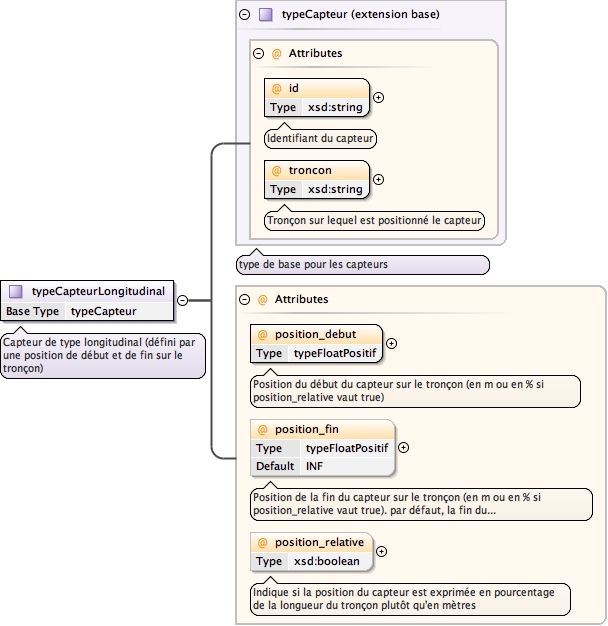 typeCapteur (extension base)
@ Attributes
@ id
Type xsd:string
Identifiant du capteur
@ troncon
Type xsd:string
Tronçon sur lequel est positionné le capteur
type de base pour les capteurs
typeCapteurLongitudinal
Base Type typeCapteur
Capteur de type longitudinal (défini par
une position de début et de fin sur le
tronçon)
@ Attributes
@ position_debut
Type typeFloatPositif
Position du début du capteur sur le tronçon (en m ou en % si
position_relative vaut true)
@ position_fin
Type typeFloatPositif
Default INF
Position de la fin du capteur sur le tronçon (en m ou en % si
position_relative vaut true). par défaut, la fin du...
@ position_relative
Type xsd:boolean
Indique si la position du capteur est exprimée en pourcentage
de la longueur du tronçon plutôt qu'en mètres